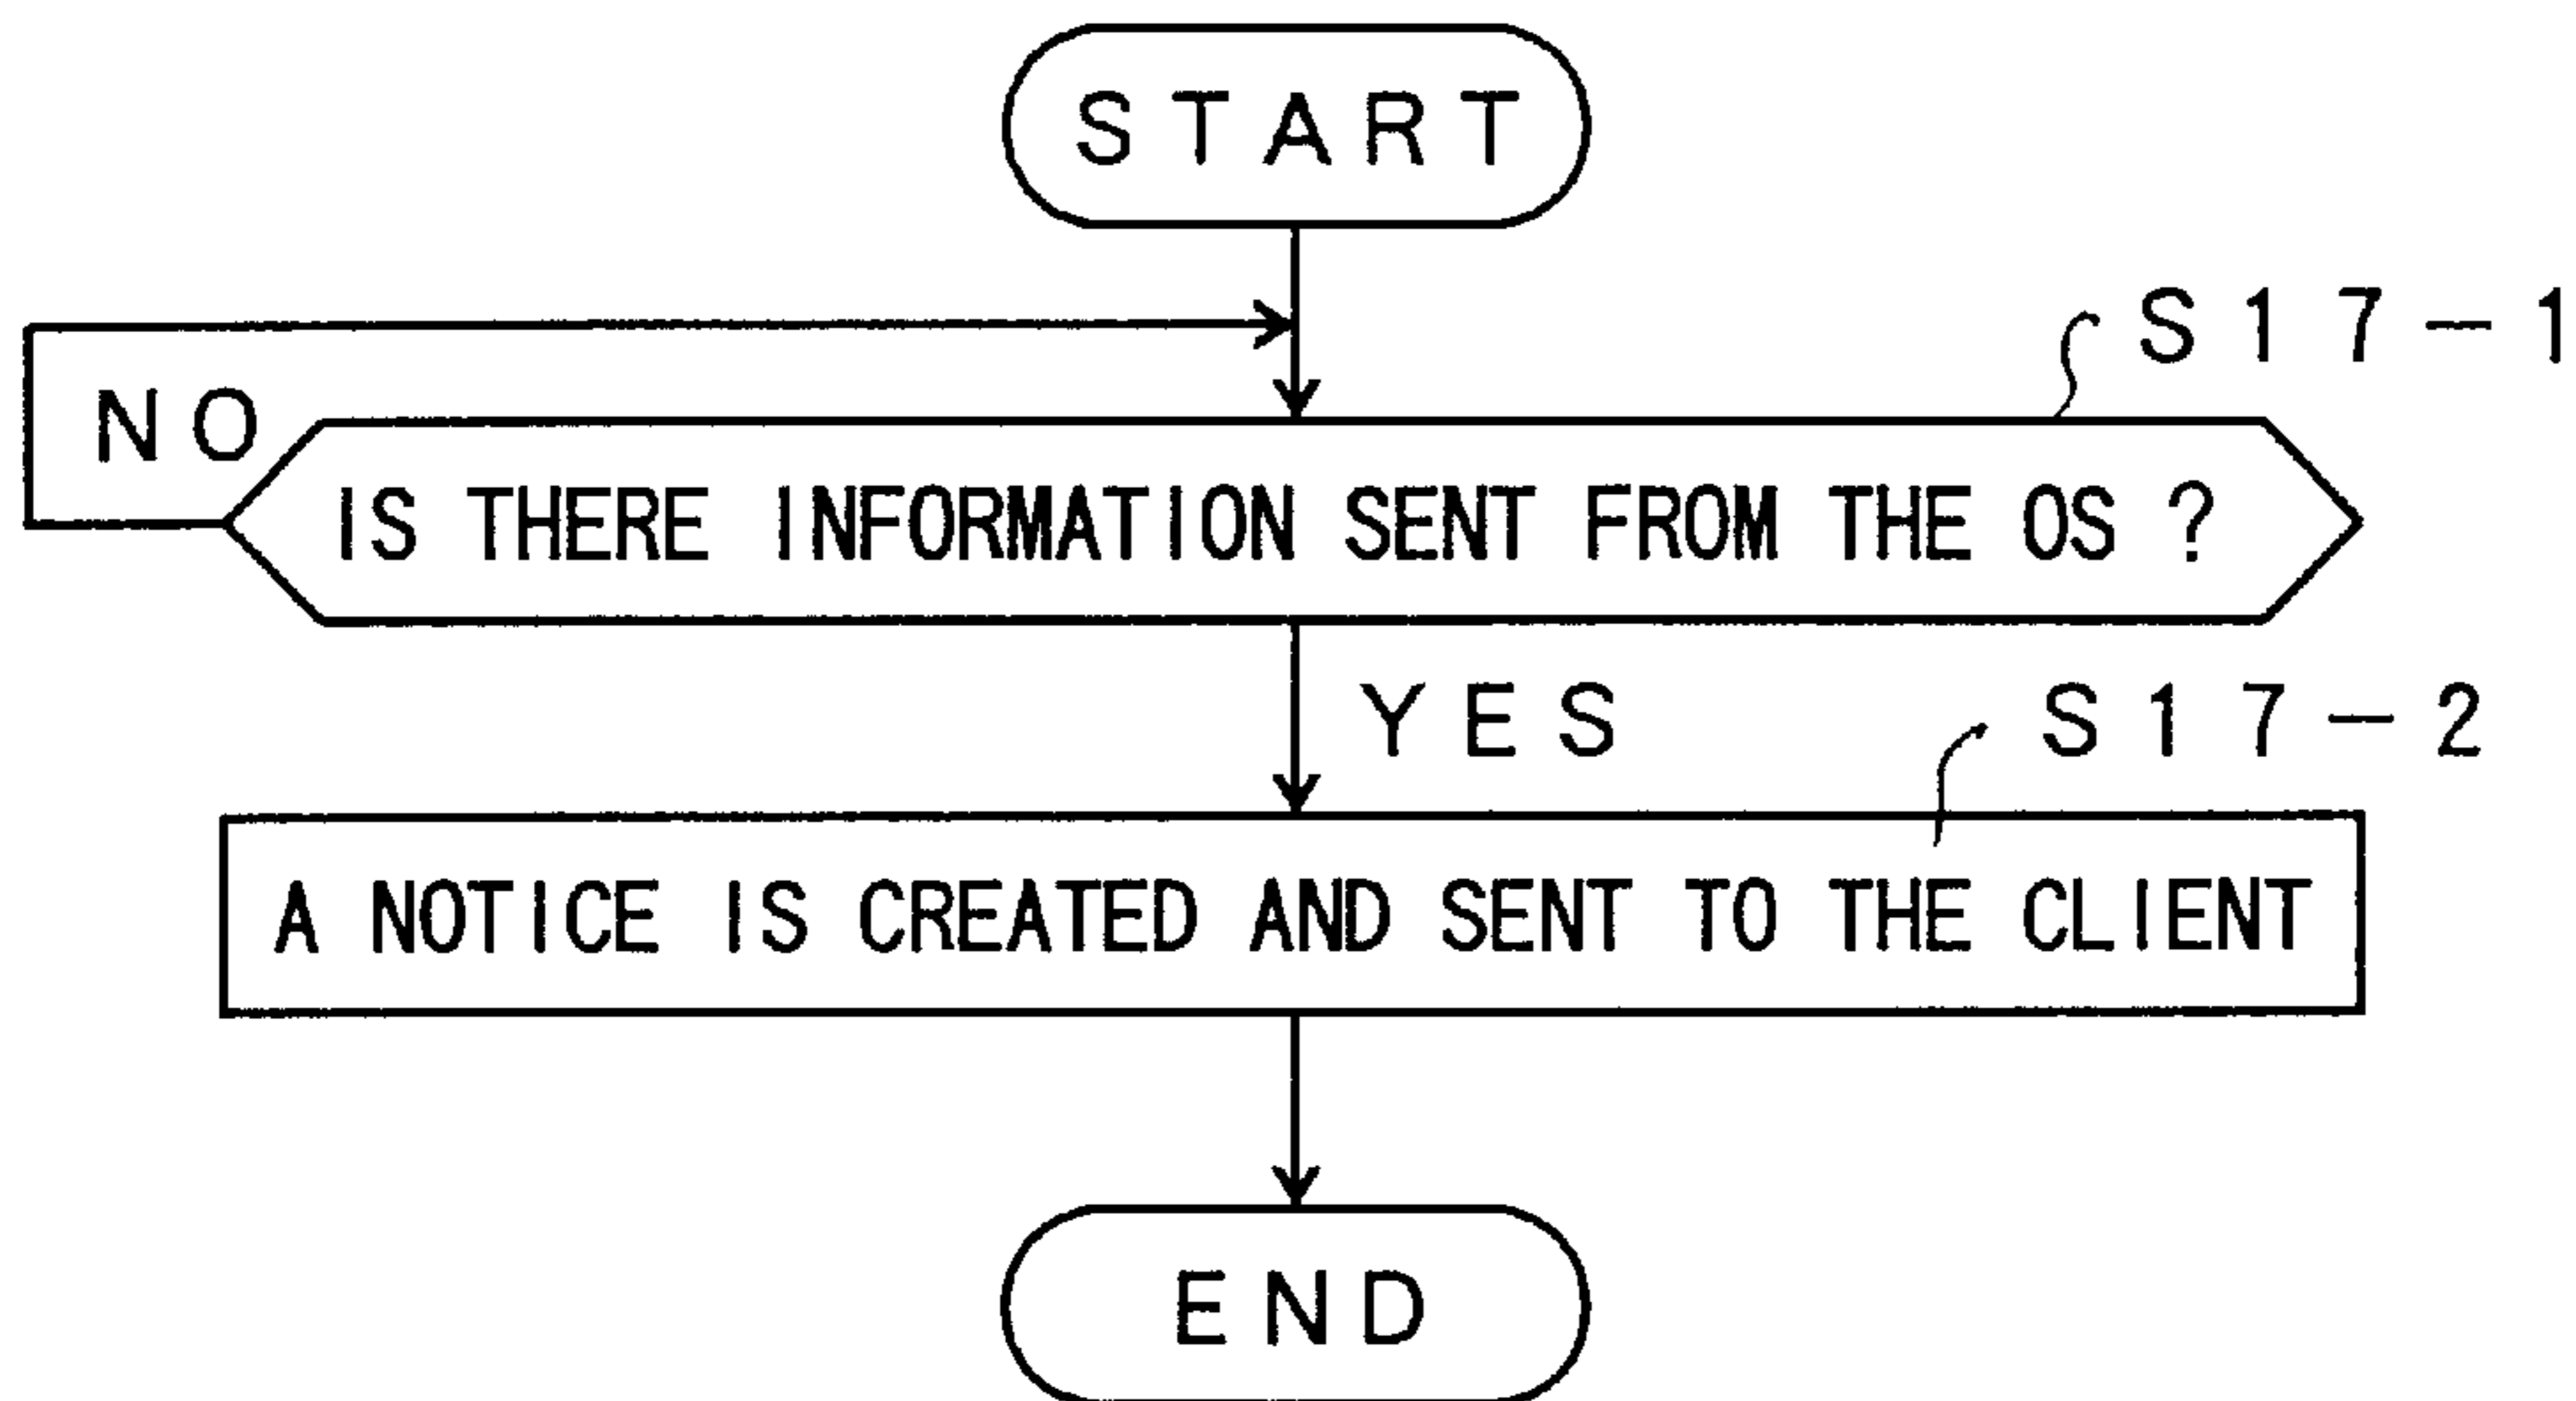 START
S17-1
NO
IS THERE INFORMATION SENT FROM THE OS ?
YES
S17-2
A NOTICE IS CREATED AND SENT TO THE CLIENT
END